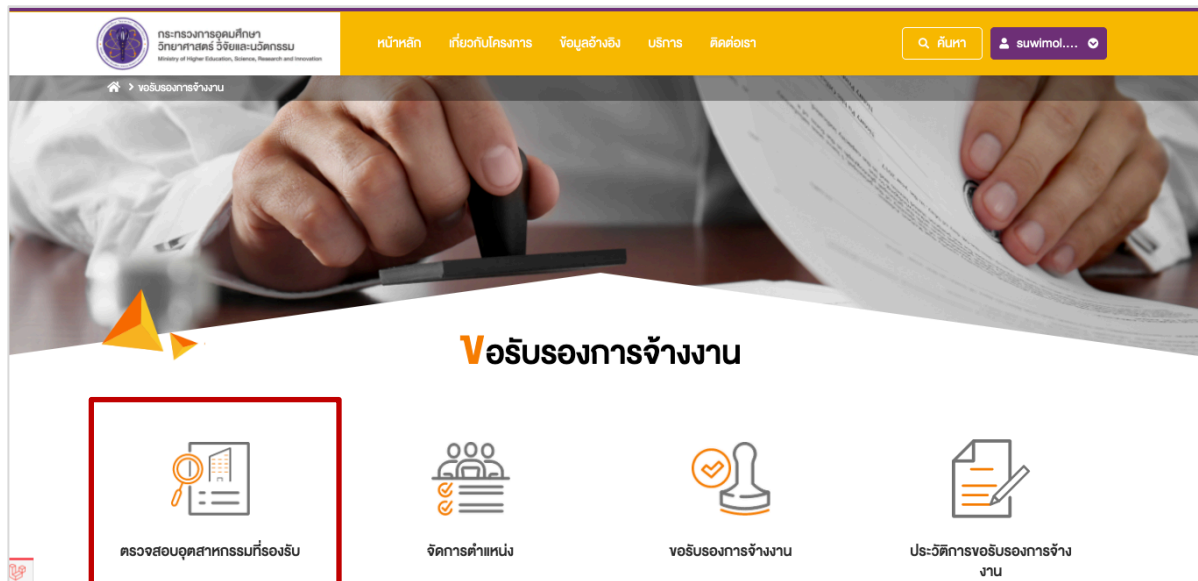 กระทรวงการอุดมศึกษา
วิทยาศาสตร์ วิจัยและนวัตกรรม
Ministry of Higher Education, Science, Research and Innovation
หน้าหลัก เกี่ยวกับโครงการ ข้อมูลอ้างอิง บริการ ติดต่อเรา ค้นหา suwimol....
> ขอรับรองการจ้างงาน
ขอรับรองการจ้างงาน
ตรวจสอบอุตสาหกรรมที่รองรับ จัดการตำแหน่ง ขอรับรองการจ้างงาน ประวัติการขอรับรองการจ้าง
งาน